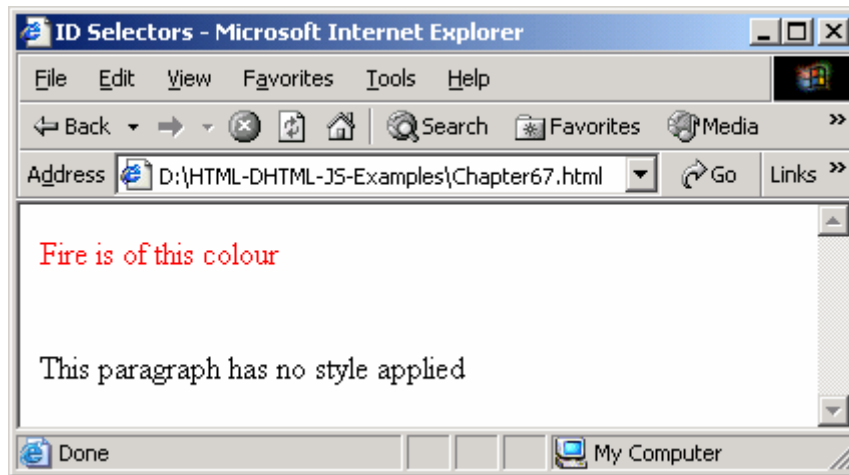 ID Selectors - Microsoft Internet Explorer
File Edit View Favorites Tools Help
Back Search Favorites Media »
Address D:\HTML-DHTML-JS-Examples\Chapter67.html Go Links »
Fire is of this colour
This paragraph has no style applied
Done My Computer